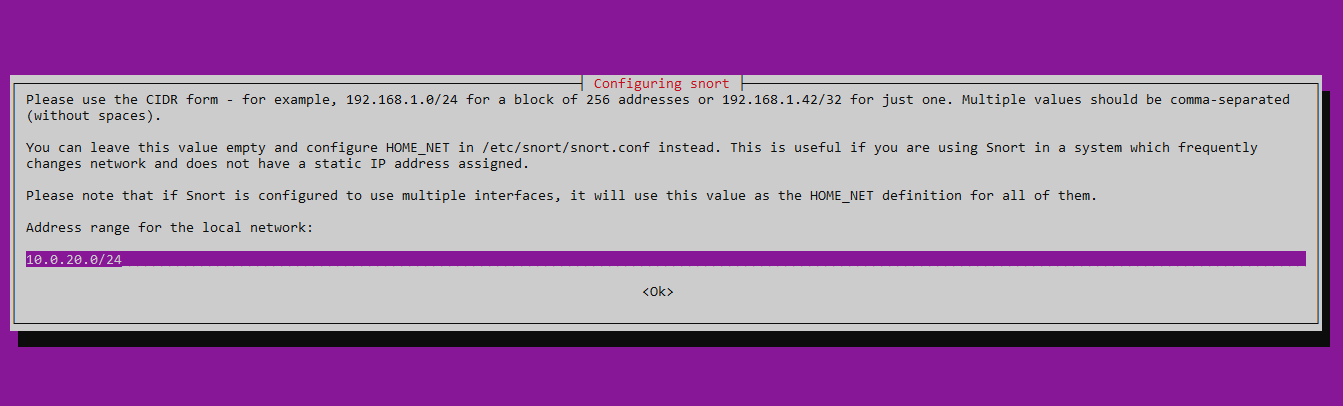 Configuring snort
Please use the CIDR form - for example, 192.168.1.0/24 for a block of 256 addresses or 192.168.1.42/32 for just one. Multiple values should be comma-separated
(without spaces).
You can leave this value empty and configure HOME_NET in /etc/snort/snort.conf instead. This is useful if you are using Snort in a system which frequently
changes network and does not have a static IP address assigned.
Please note that if Snort is configured to use multiple interfaces, it will use this value as the HOME_NET definition for all of them.
Address range for the local network:
10.0.20.0/24
<Ok>